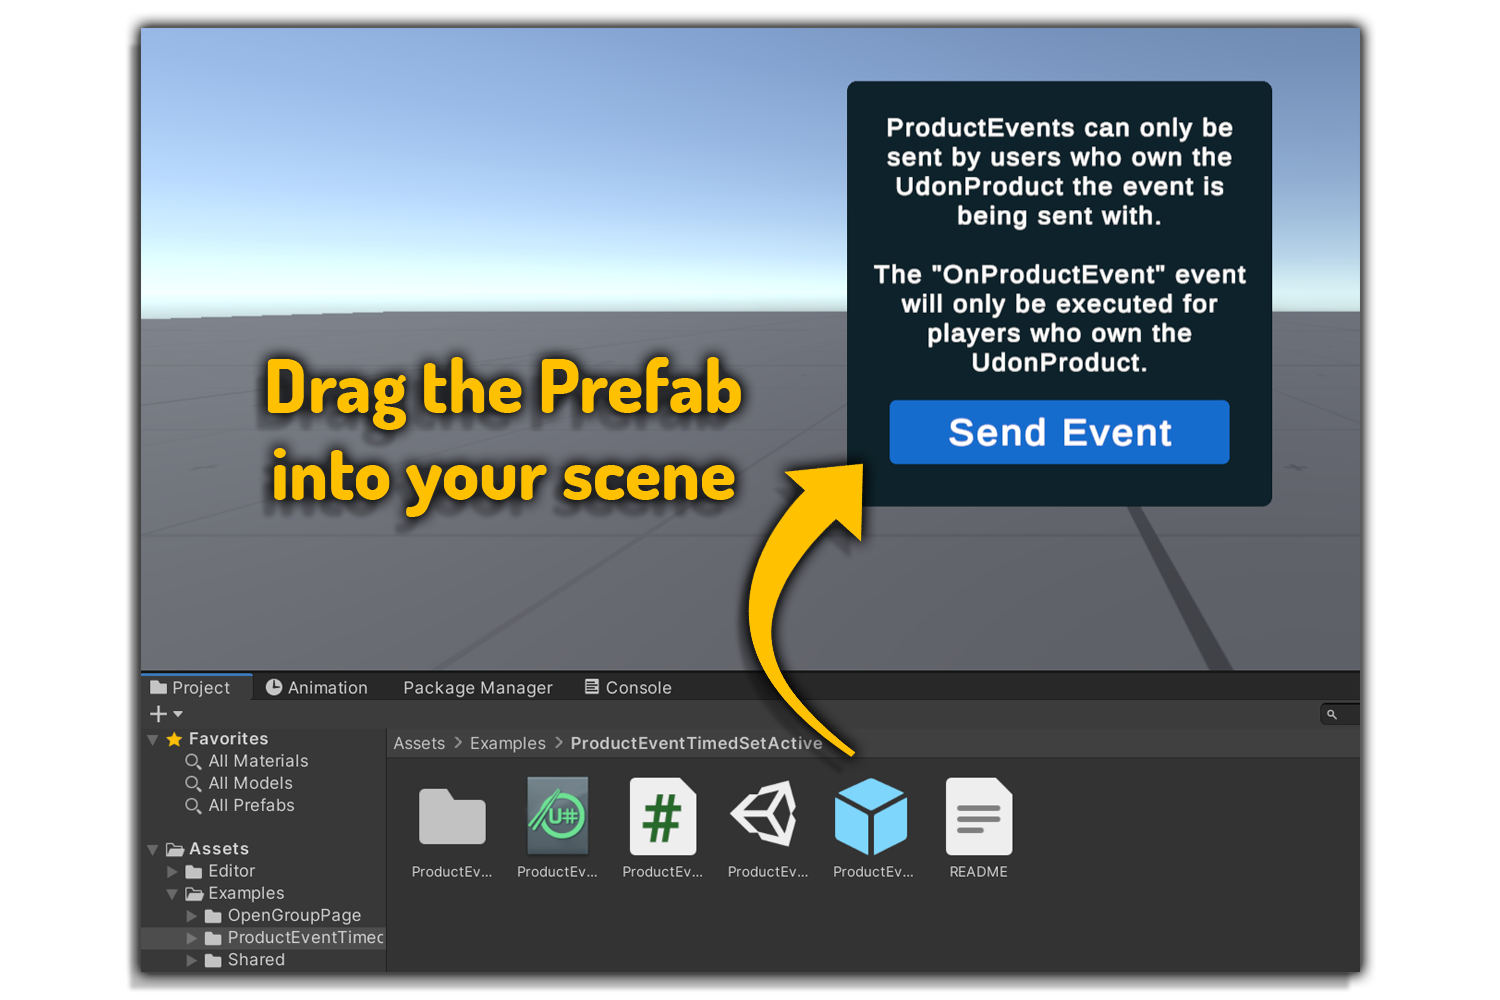 ProductEvents can only be
sent by users who own the
UdonProduct the event is
being sent with.
The "OnProductEvent" event
will only be executed for
players who own the
UdonProduct.
Send Event
Drag the Prefab
into your scene
Project
Animation
Package Manager
Console
Favorites
All Materials
All Models
All Prefabs
Assets
Editor
Examples
OpenGroupPage
ProductEventTimed
Shared
Assets > Examples > ProductEventTimedSetActive
ProductEv...
U#
ProductEv...
#
ProductEv...
ProductEv...
ProductEv...
README